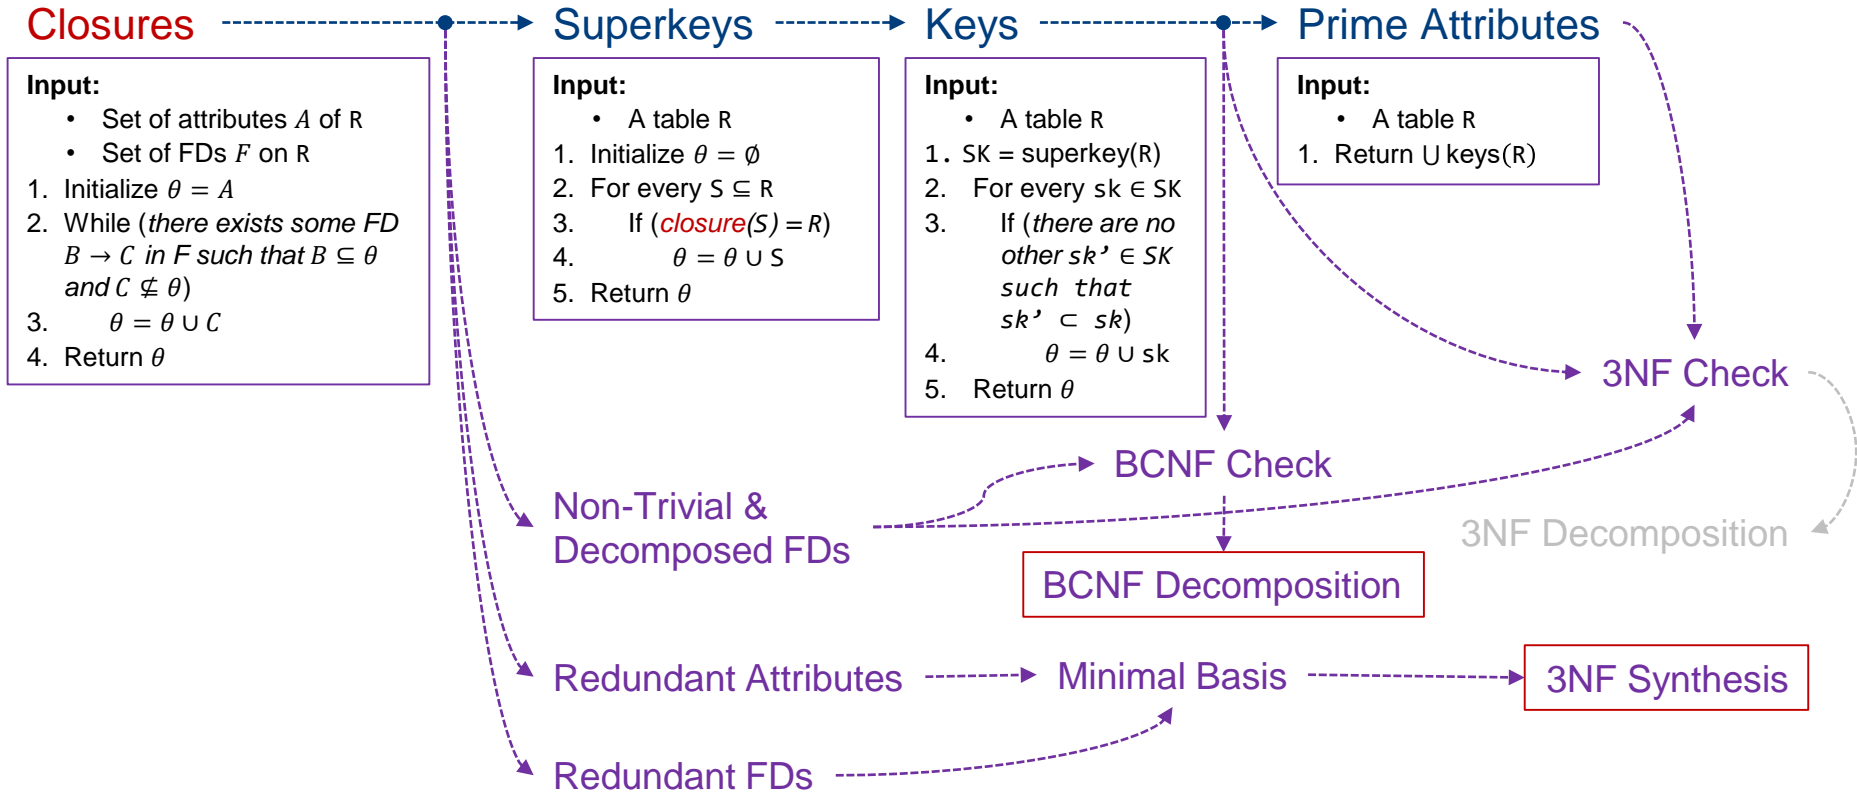 Closures
Superkeys
Keys
Prime Attributes
Input:
• Set of attributes A of R
• Set of FDs F on R
1. Initialize θ = A
2. While (there exists some FD
B → C in F such that B ⊆ θ
and C ⊈ θ)
3. θ = θ ∪ C
4. Return θ
Input:
• A table R
1. Initialize θ = ∅
2. For every S ⊆ R
3. If (closure(S) = R)
4. θ = θ ∪ S
5. Return θ
Input:
• A table R
1. SK = superkey(R)
2. For every sk ∈ SK
3. If (there are no
other sk’ ∈ SK
such that
sk’ ⊂ sk)
4. θ = θ ∪ sk
5. Return θ
Input:
• A table R
1. Return ∪ keys(R)
3NF Check
BCNF Check
Non-Trivial &
Decomposed FDs
3NF Decomposition
BCNF Decomposition
Redundant Attributes
Minimal Basis
3NF Synthesis
Redundant FDs